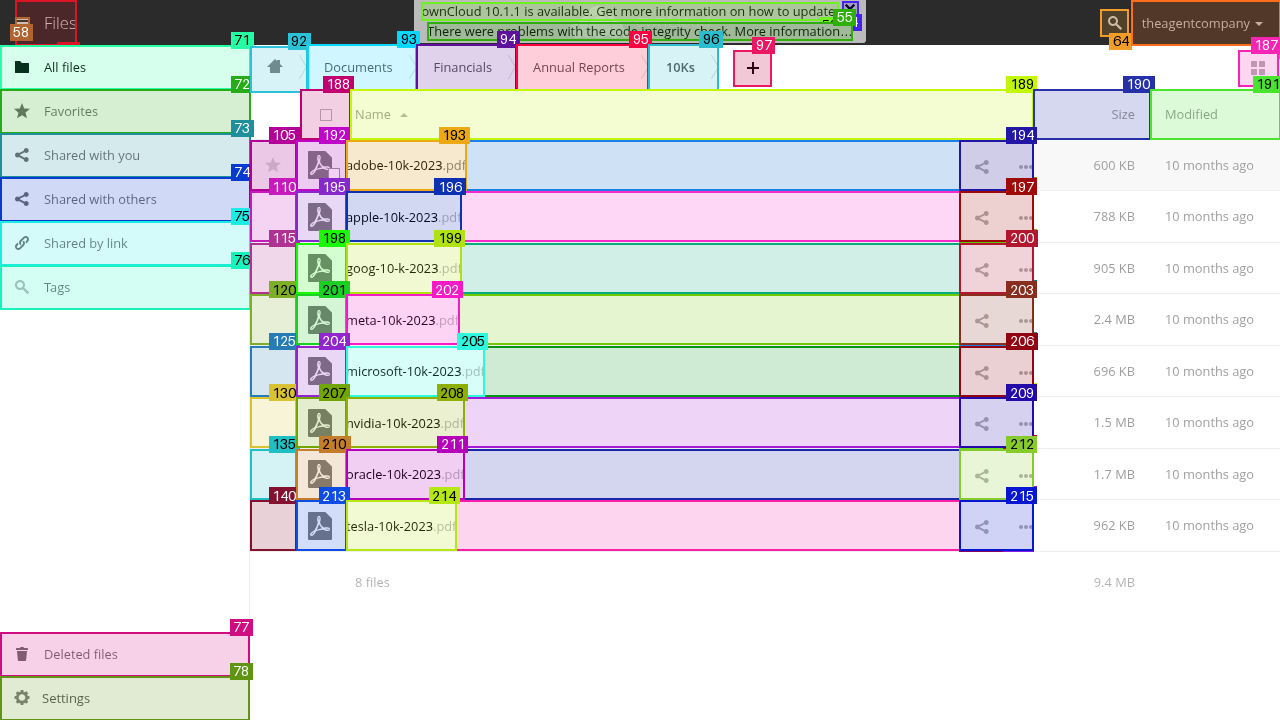 Files
ownCloud 10.1.1 is available. Get more information on how to update
There were problems with the code integrity check. More information...
theagentcompany
58
55
64
71
92
93
94
95
96
97
187
All files
Documents
Financials
Annual Reports
10Ks
+
72
188
189
190
191
Favorites
Name
Size
Modified
73
105
192
193
194
Shared with you
adobe-10k-2023.pdf
600 KB
10 months ago
74
110
195
196
197
Shared with others
apple-10k-2023.pdf
788 KB
10 months ago
75
115
198
199
200
Shared by link
goog-10-k-2023.pdf
905 KB
10 months ago
76
120
201
202
203
Tags
meta-10k-2023.pdf
2.4 MB
10 months ago
125
204
205
206
microsoft-10k-2023.pdf
696 KB
10 months ago
130
207
208
209
nvidia-10k-2023.pdf
1.5 MB
10 months ago
135
210
211
212
oracle-10k-2023.pdf
1.7 MB
10 months ago
140
213
214
215
tesla-10k-2023.pdf
962 KB
10 months ago
8 files
9.4 MB
77
Deleted files
78
Settings